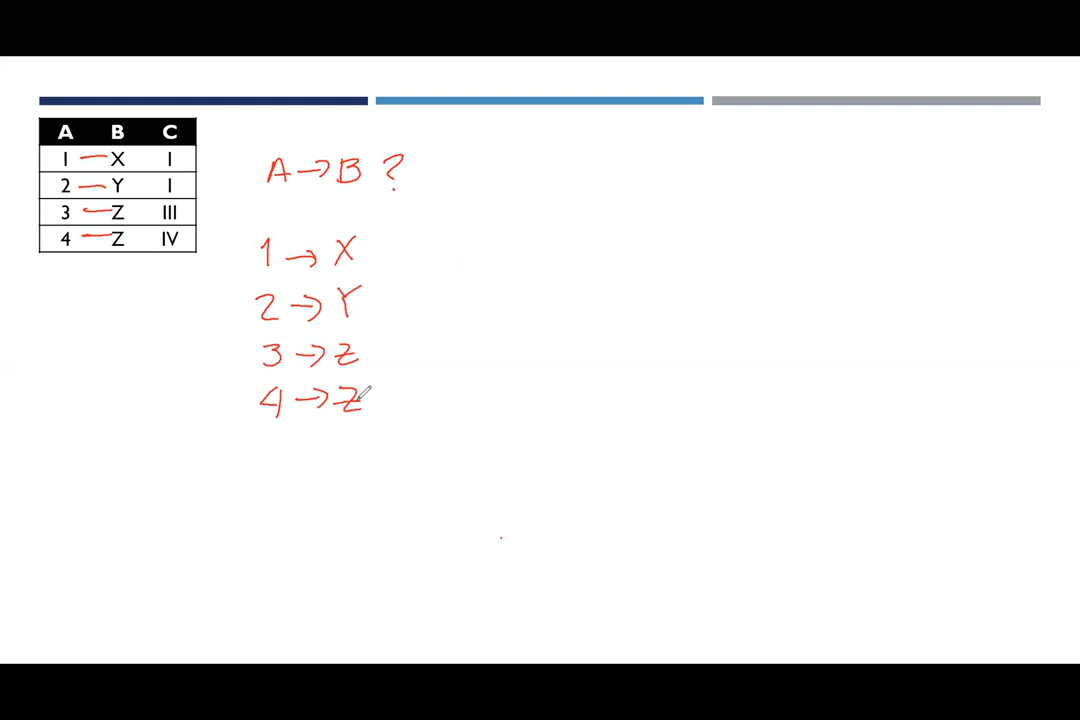 A B C
1 X I
2 Y I
3 Z III
4 Z IV
A → B ?
1 → X
2 → Y
3 → Z
4 → Z